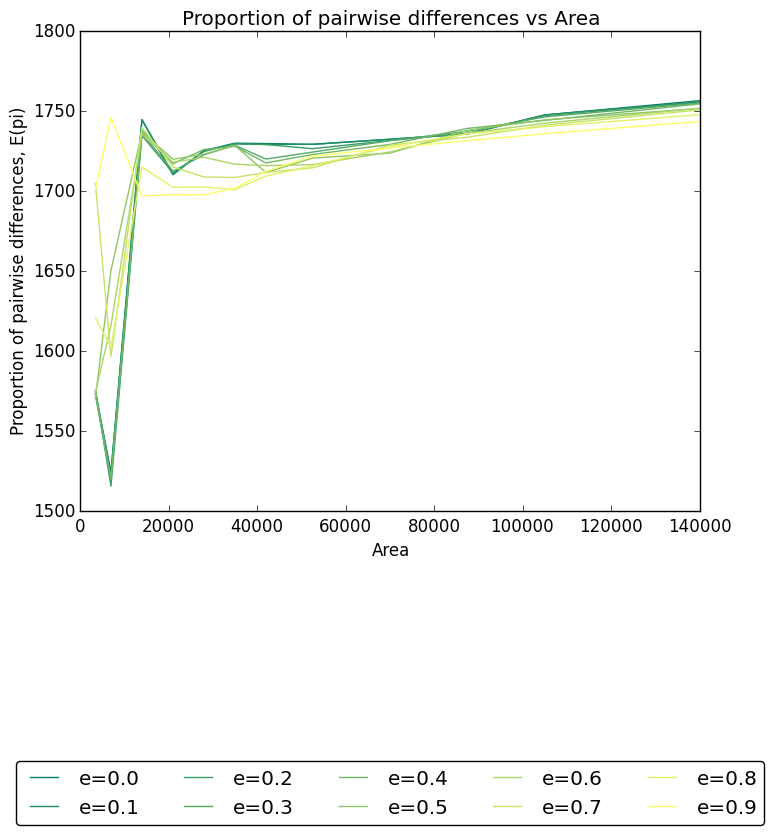 Proportion of pairwise differences vs Area
Proportion of pairwise differences, E(pi)
1800
1750
1700
1650
1600
1550
1500
0 20000 40000 60000 80000 100000 120000 140000
Area
e=0.0 e=0.2 e=0.4 e=0.6 e=0.8
e=0.1 e=0.3 e=0.5 e=0.7 e=0.9